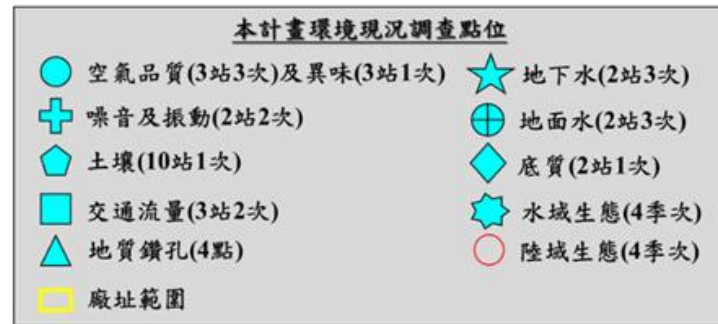 本計畫環境現況調查點位
空氣品質(3站3次)及異味(3站1次)
地下水(2站3次)
噪音及振動(2站2次)
地面水(2站3次)
土壤(10站1次)
底質(2站1次)
交通流量(3站2次)
水域生態(4季次)
地質鑽孔(4點)
陸域生態(4季次)
廠址範圍